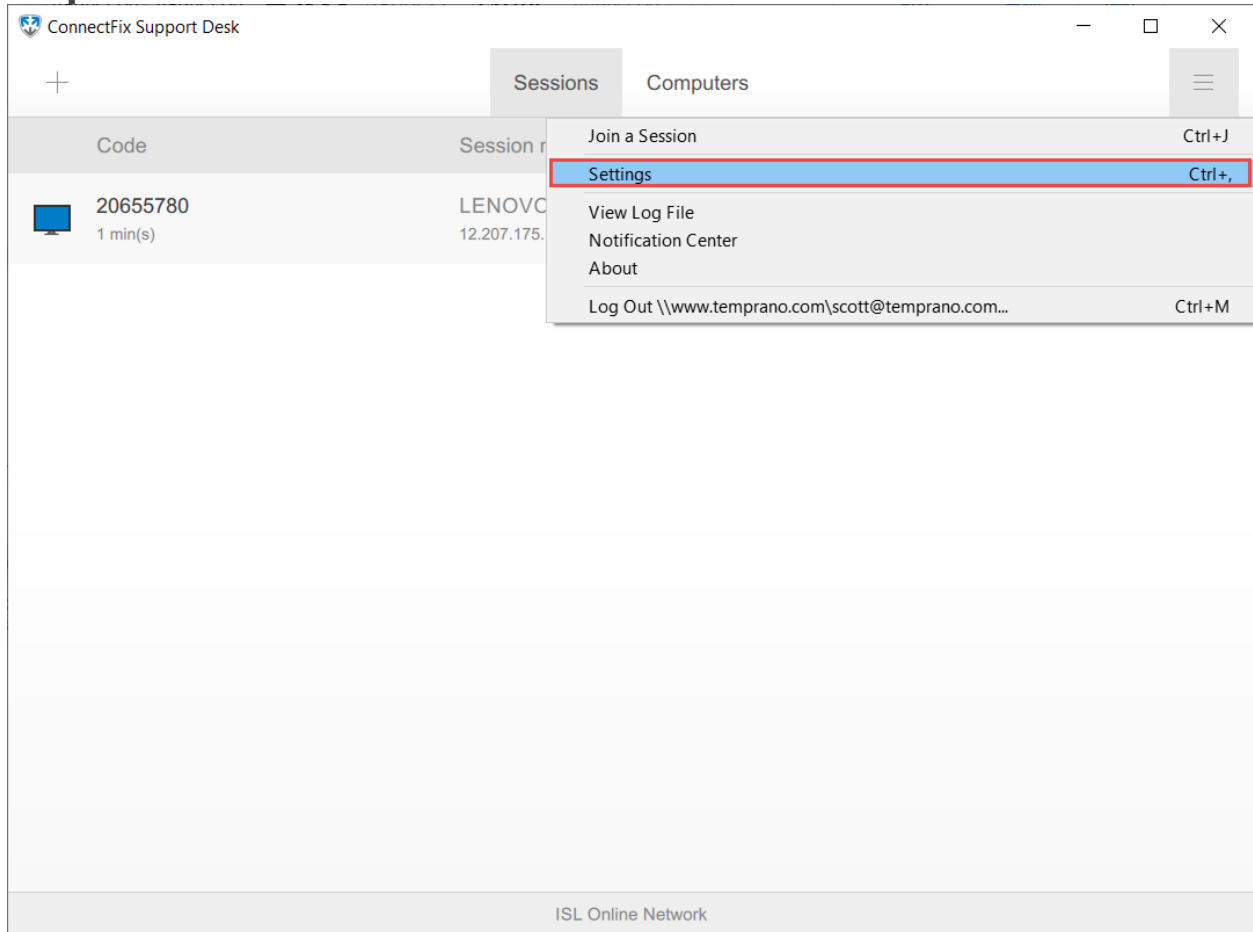 ConnectFix Support Desk
Sessions Computers
Join a Session Ctrl+J
Code Session
Settings Ctrl+,
20655780 LENOVO
View Log File
1 min(s) 12.207.175.
Notification Center
About
Log Out \\www.temprano.com\scott@temprano.com... Ctrl+M
ISL Online Network